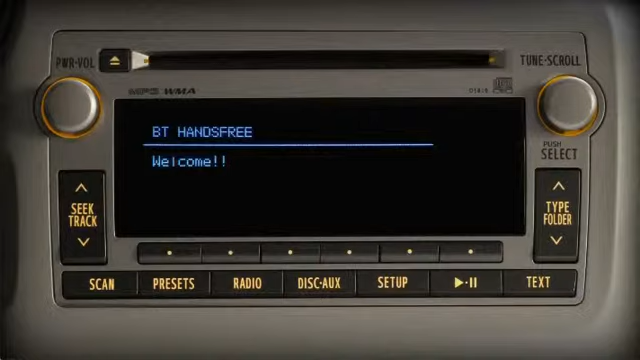 PWR·VOL
TUNE·SCROLL
MP3 WMA
BT HANDSFREE
Welcome!!
PUSH
SELECT
SEEK
TRACK
TYPE
FOLDER
SCAN
PRESETS
RADIO
DISC·AUX
SETUP
TEXT